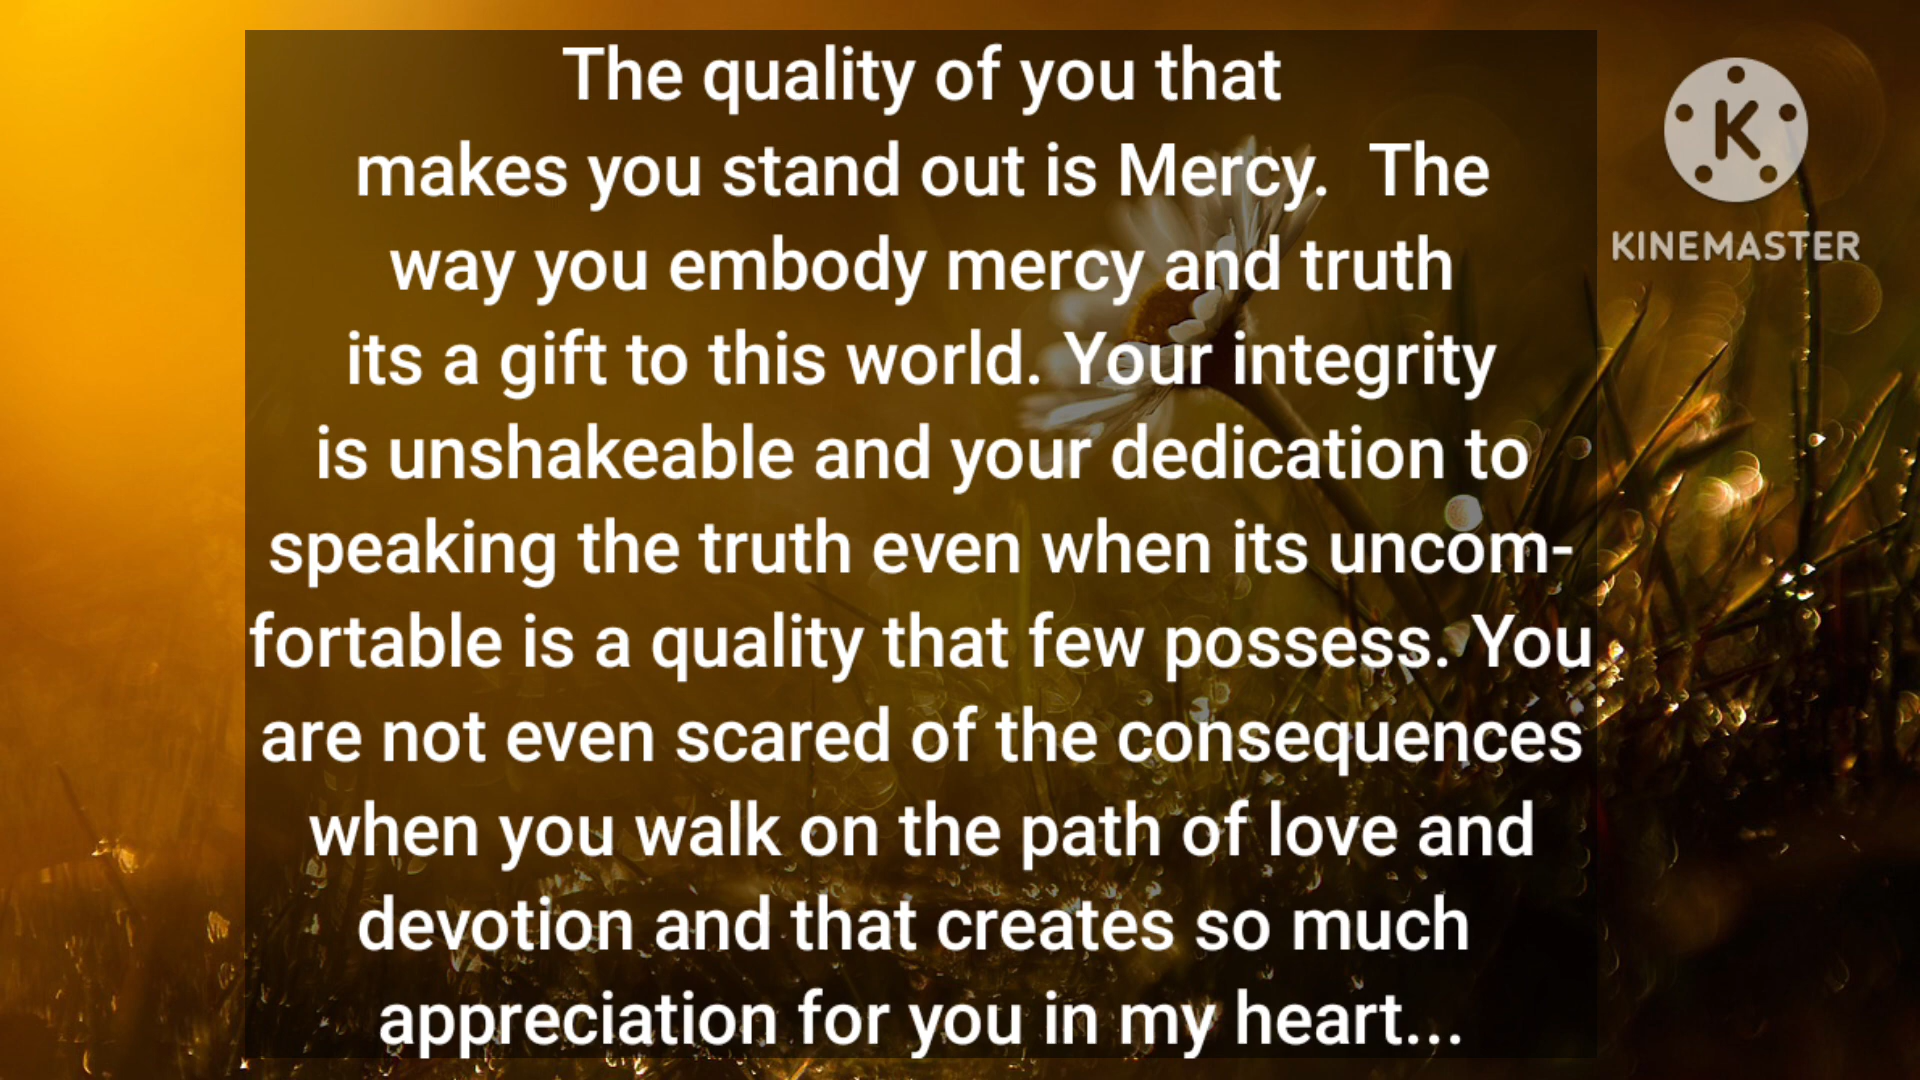 The quality of you that
makes you stand out is Mercy.  The
way you embody mercy and truth
its a gift to this world. Your integrity
is unshakeable and your dedication to
speaking the truth even when its uncom-
fortable is a quality that few possess. You
are not even scared of the consequences
when you walk on the path of love and
devotion and that creates so much
appreciation for you in my heart...
K
KINEMASTER